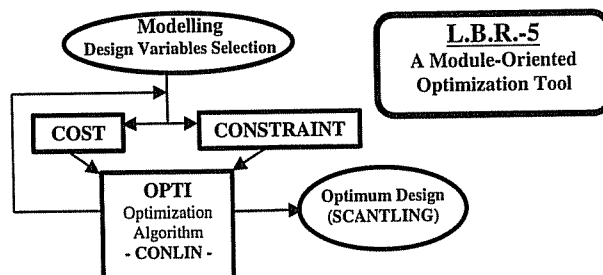 Modelling
Design Variables Selection
L.B.R.-5
A Module-Oriented
Optimization Tool
COST
CONSTRAINT
OPTI
Optimization
Algorithm
- CONLIN -
Optimum Design
(SCANTLING)